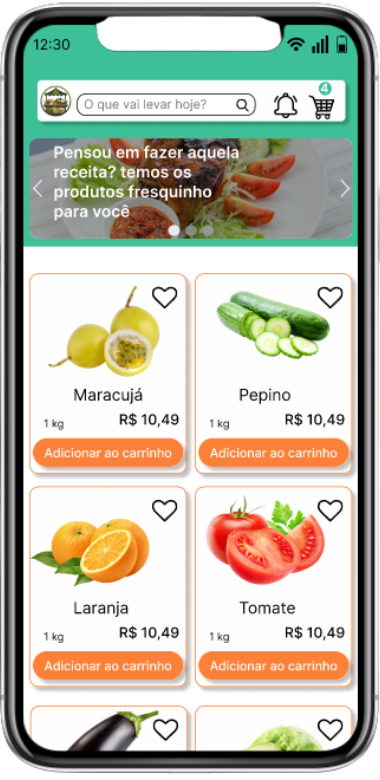 12:30
O que vai levar hoje?
4
Pensou em fazer aquela
receita? temos os
produtos fresquinho
para você
Maracujá
1 kg
R$ 10,49
Adicionar ao carrinho
Pepino
1 kg
R$ 10,49
Adicionar ao carrinho
Laranja
1 kg
R$ 10,49
Adicionar ao carrinho
Tomate
1 kg
R$ 10,49
Adicionar ao carrinho